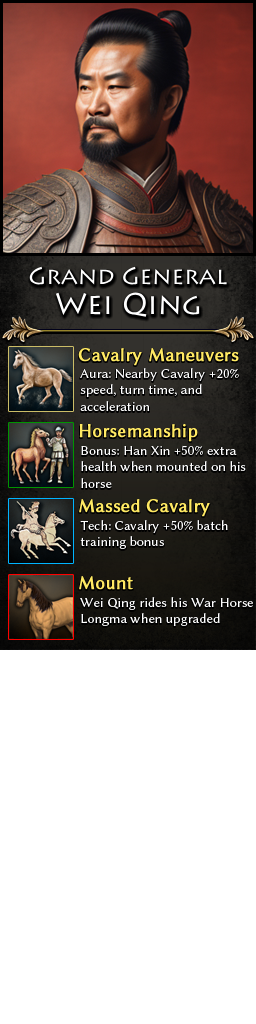 Grand General
Wei Qing
Cavalry Maneuvers
Aura: Nearby Cavalry +20%
speed, turn time, and
acceleration
Horsemanship
Bonus: Han Xin +50% extra
health when mounted on his
horse
Massed Cavalry
Tech: Cavalry +50% batch
training bonus
Mount
Wei Qing rides his War Horse
Longma when upgraded